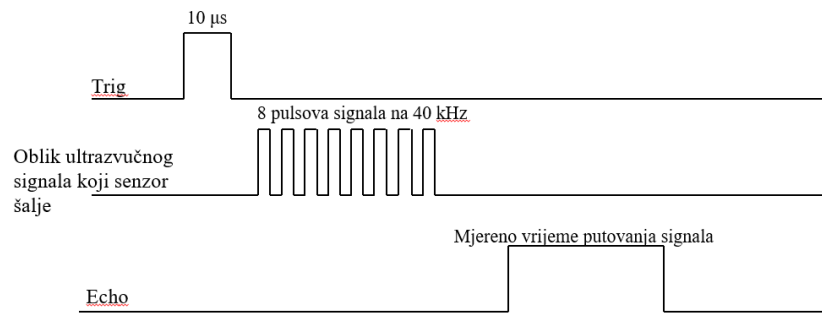 10 μs
Trig
8 pulsova signala na 40 kHz
Oblik ultrazvučnog
signala koji senzor
šalje
Mjereno vrijeme putovanja signala
Echo